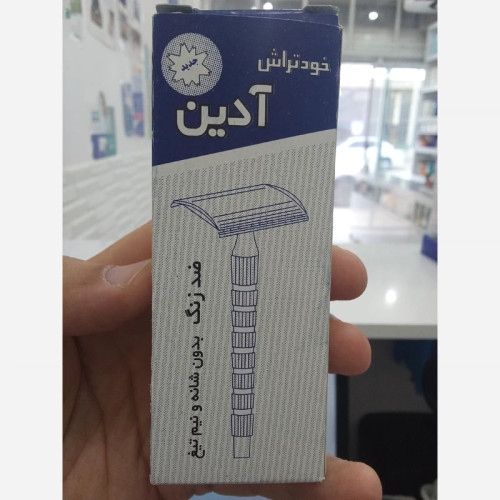 جدید
خودتراش
آدین
ضد زنگ بدون شانه و نیم تیغ